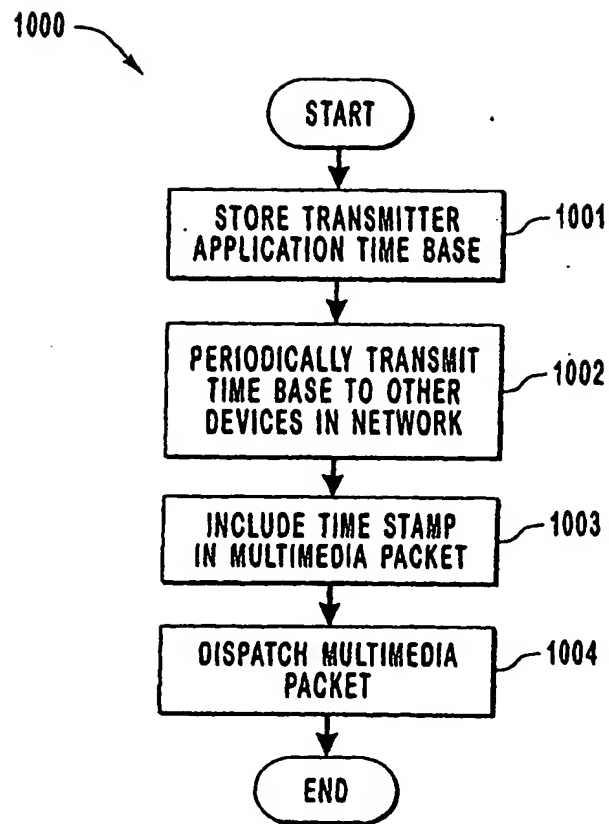 1000
START
STORE TRANSMITTER
APPLICATION TIME BASE
1001
PERIODICALLY TRANSMIT
TIME BASE TO OTHER
DEVICES IN NETWORK
1002
INCLUDE TIME STAMP
IN MULTIMEDIA PACKET
1003
DISPATCH MULTIMEDIA
PACKET
1004
END